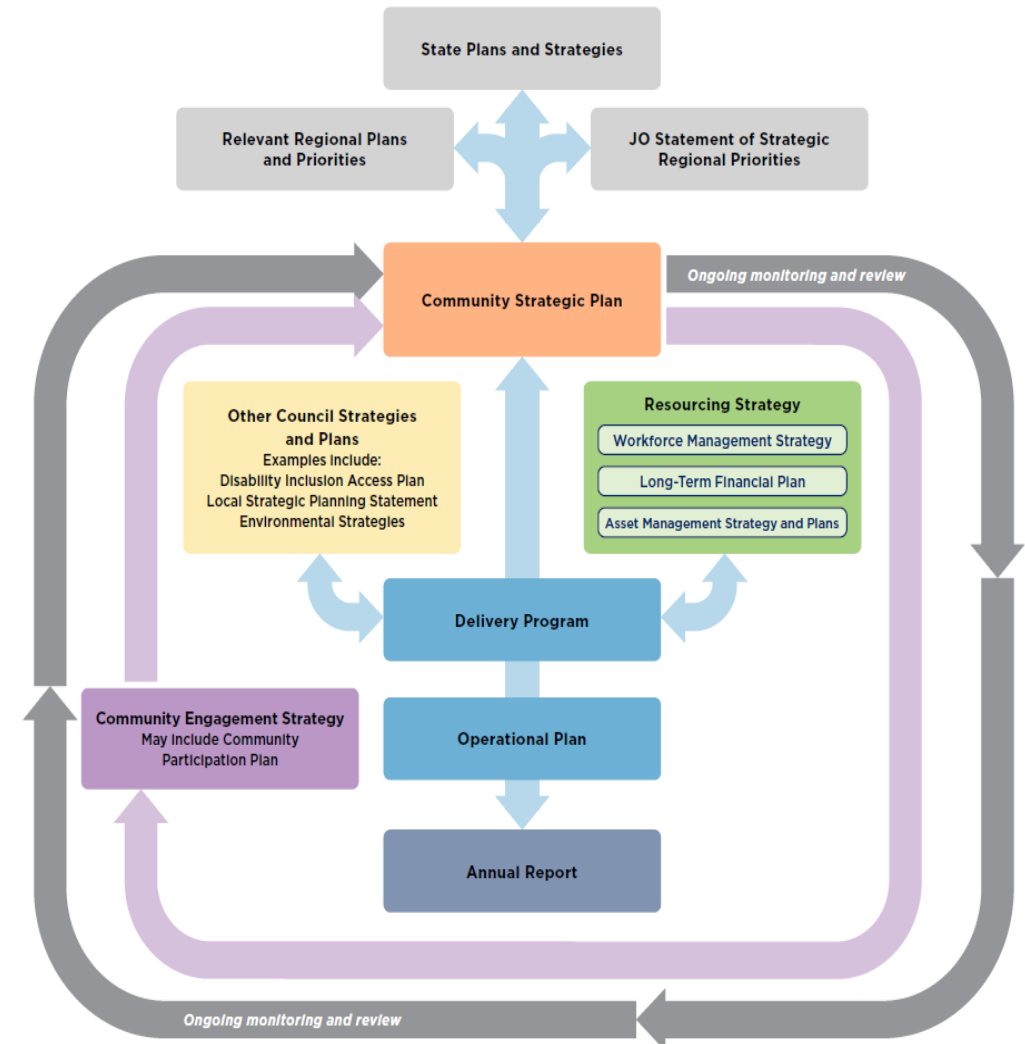 State Plans and Strategies
Relevant Regional Plans
and Priorities
JO Statement of Strategic
Regional Priorities
Community Strategic Plan
Ongoing monitoring and review
Other Council Strategies
and Plans
Examples include:
Disability Inclusion Access Plan
Local Strategic Planning Statement
Environmental Strategies
Resourcing Strategy
Workforce Management Strategy
Long-Term Financial Plan
Asset Management Strategy and Plans
Delivery Program
Community Engagement Strategy
May include Community
Participation Plan
Operational Plan
Annual Report
Ongoing monitoring and review